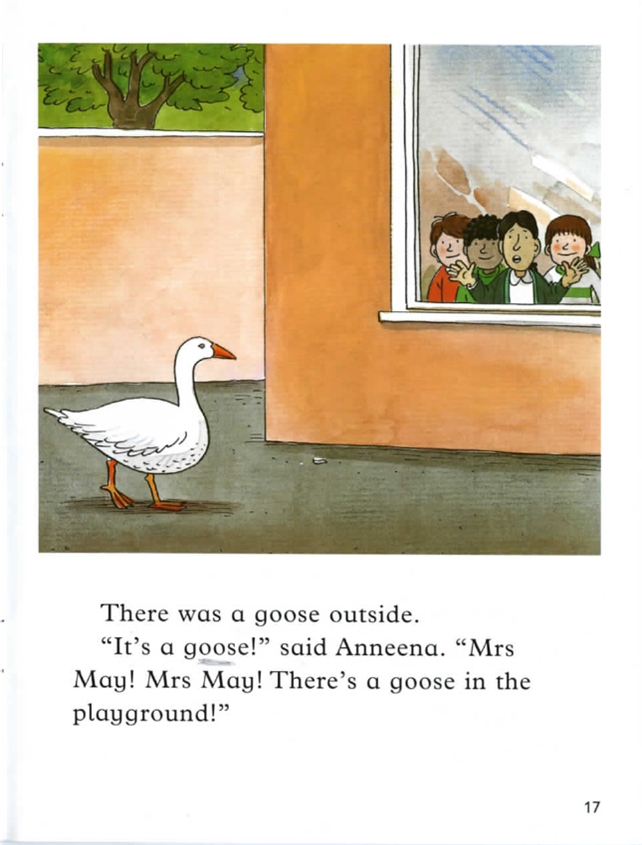 There was a goose outside.
“It’s a goose!” said Anneena. “Mrs
May! Mrs May! There’s a goose in the
playground!”
17